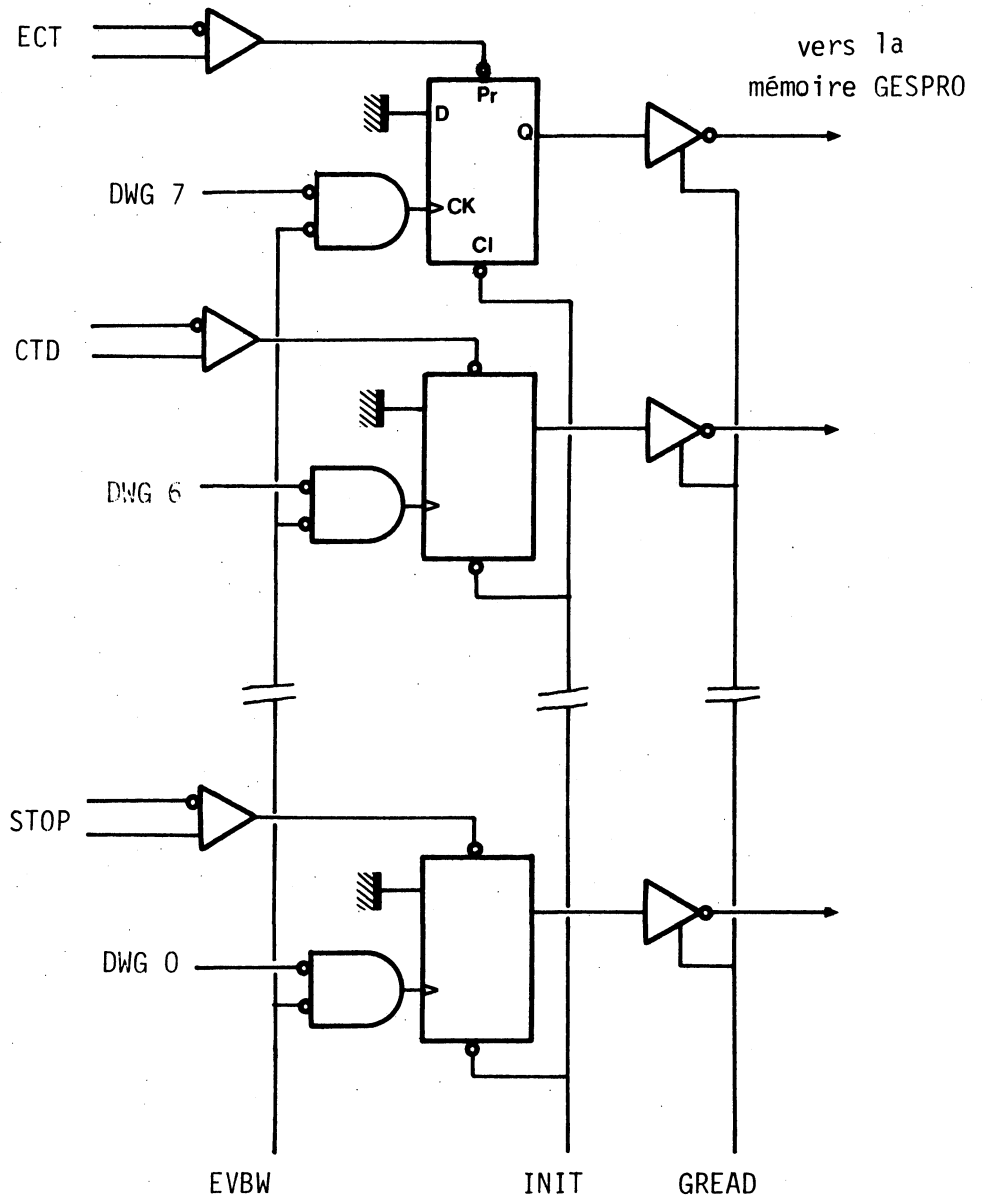 ECT
vers la
mémoire GESPRO
Pr
D
Q
DWG 7
CK
Cl
CTD
DWG 6
STOP
DWG 0
EVBW
INIT
GREAD